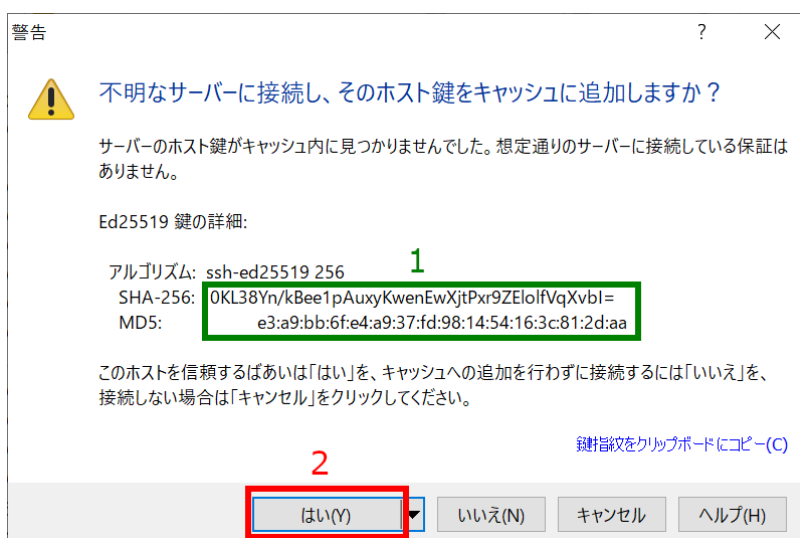 警告
?
不明なサーバーに接続し、そのホスト鍵をキャッシュに追加しますか？
サーバーのホスト鍵がキャッシュ内に見つかりませんでした。想定通りのサーバーに接続している保証は
ありません。
Ed25519 鍵の詳細:
1
アルゴリズム: ssh-ed25519 256
SHA-256: 0KL38Yn/kBee1pAuxyKwenEwXjtPxr9ZEloIfVqXvbI=
MD5: e3:a9:bb:6f:e4:a9:37:fd:98:14:54:16:3c:81:2d:aa
このホストを信頼するばあいは「はい」を、キャッシュへの追加を行わずに接続するには「いいえ」を、
接続しない場合は「キャンセル」をクリックしてください。
鍵指紋をクリップボードにコピー(C)
2
はい(Y)
いいえ(N)
キャンセル
ヘルプ(H)